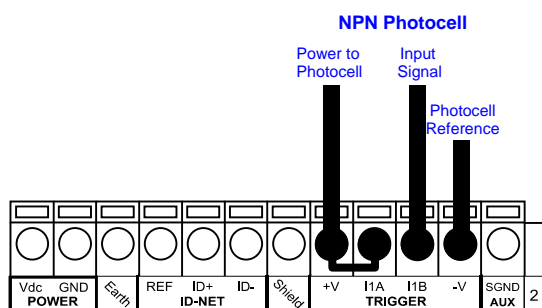 NPN Photocell
Power to
Photocell
Input
Signal
Photocell
Reference
Vdc GND Earth REF ID+ ID- Shield +V I1A I1B -V SGND 2
POWER ID-NET TRIGGER AUX